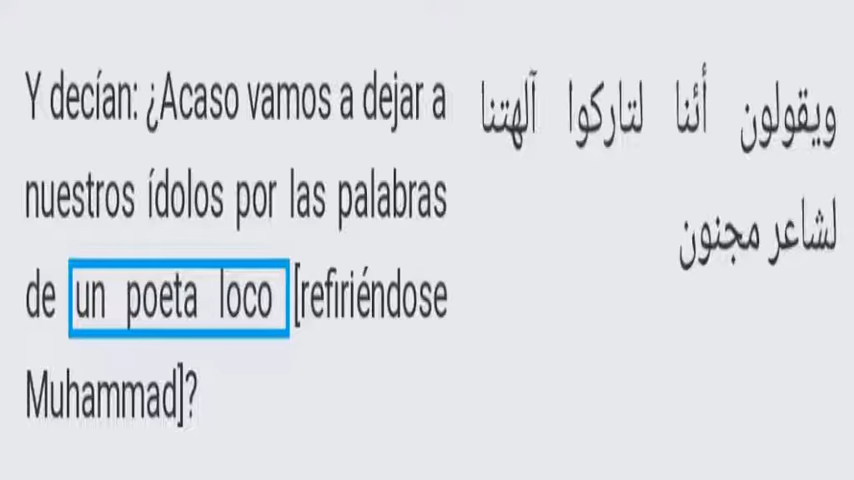 Y decían: ¿Acaso vamos a dejar a
nuestros ídolos por las palabras
de un poeta loco [refiriéndose
Muhammad]?
ويقولون أئنا لتاركوا آلهتنا
لشاعر مجنون